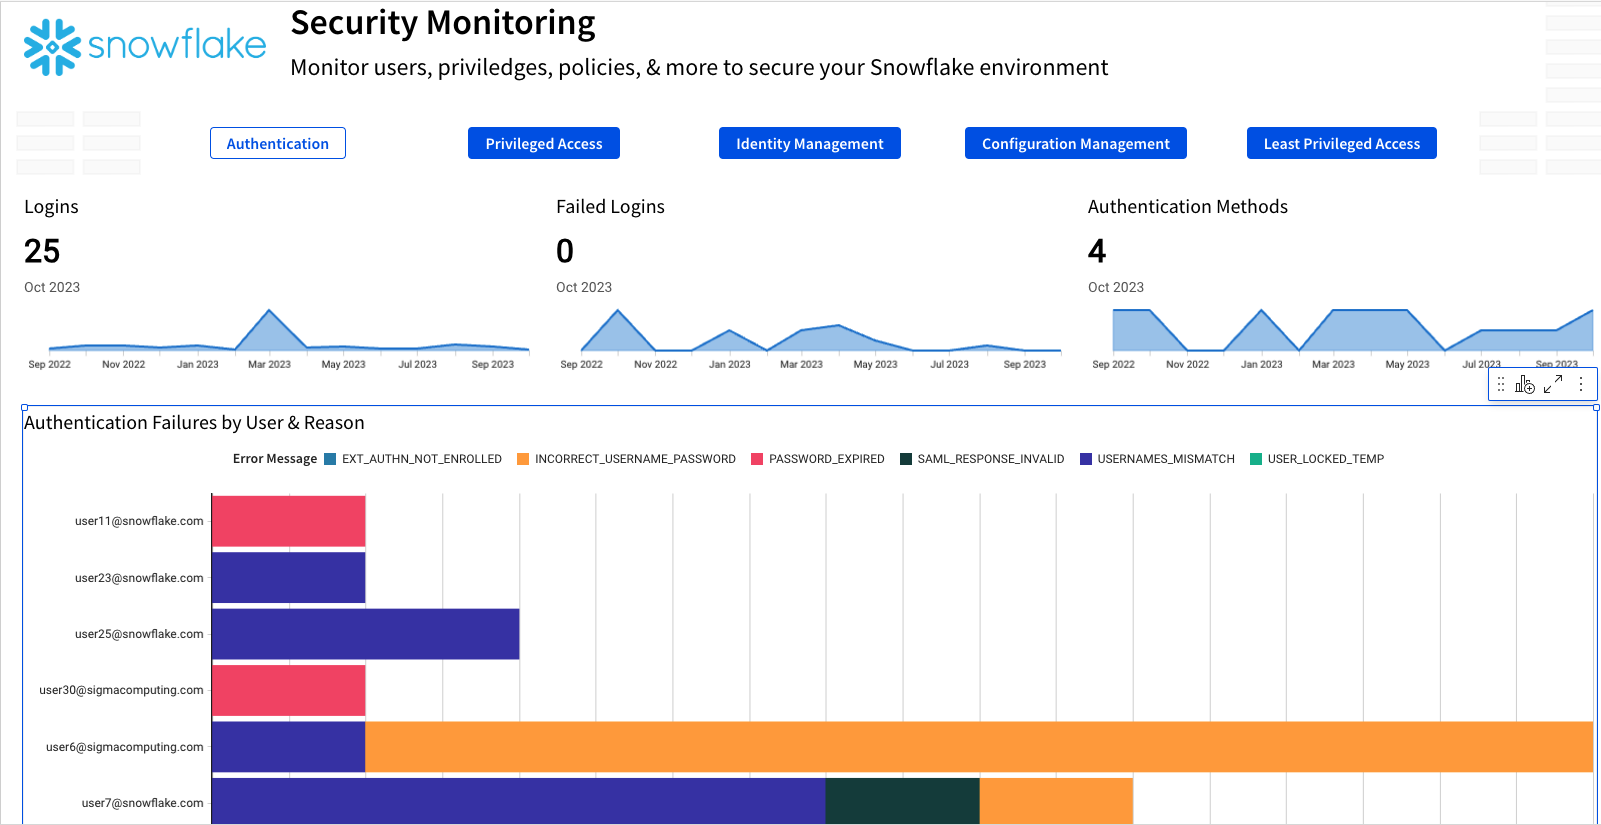 snowflake
Security Monitoring
Monitor users, priviledges, policies, & more to secure your Snowflake environment
Authentication
Privileged Access
Identity Management
Configuration Management
Least Privileged Access
Logins
25
Oct 2023
Sep 2022 Nov 2022 Jan 2023 Mar 2023 May 2023 Jul 2023 Sep 2023
Failed Logins
0
Oct 2023
Sep 2022 Nov 2022 Jan 2023 Mar 2023 May 2023 Jul 2023 Sep 2023
Authentication Methods
4
Oct 2023
Sep 2022 Nov 2022 Jan 2023 Mar 2023 May 2023 Jul 2023 Sep 2023
Authentication Failures by User & Reason
Error Message EXT_AUTHN_NOT_ENROLLED INCORRECT_USERNAME_PASSWORD PASSWORD_EXPIRED SAML_RESPONSE_INVALID USERNAMES_MISMATCH USER_LOCKED_TEMP
user11@snowflake.com
user23@snowflake.com
user25@snowflake.com
user30@sigmacomputing.com
user6@sigmacomputing.com
user7@snowflake.com